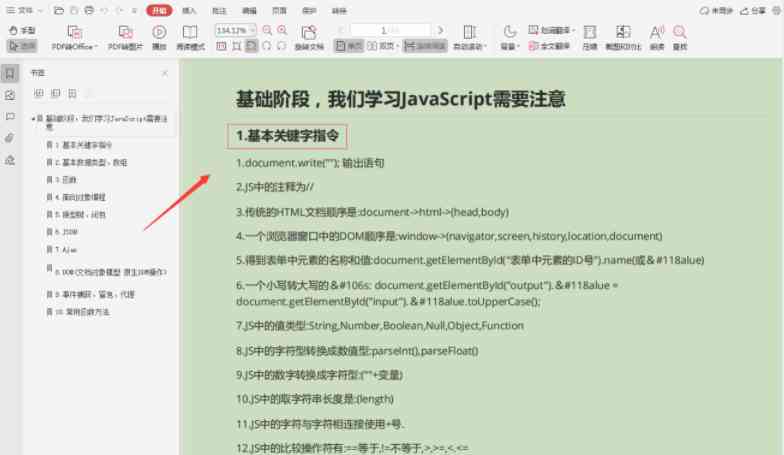 文件
开始 插入 编辑 页面 保护 转换
未同步 分享
手型
选择
PDF转Office
PDF转图片
播放
阅读模式
134.12%
旋转文档
1
单页
双页
连续阅读
自动滚动
背景
划词翻译
全文翻译
压缩
截图和对比
朗读
查找
书签
基础阶段，我们学习JavaScript需要注意
1.基本关键字指令
2.基本数据类型，数组
3.函数
4.面向对象编程
5.原型链，闭包
6.JSON
7.Ajax
8.DOM(文档对象模型 原生DOM操作)
9.事件捕获，冒泡，代理
10.常用函数方法
基础阶段，我们学习JavaScript需要注意
1.基本关键字指令
1.document.write(""); 输出语句
2.JS中的注释为//
3.传统的HTML文档顺序是:document->html->(head,body)
4.一个浏览器窗口中的DOM顺序是:window->(navigator,screen,history,location,document)
5.得到表单中元素的名称和值:document.getElementById("表单中元素的ID号").name(或&#118alue)
6.一个小写转大写的&#106s: document.getElementById("output").&#118alue =
document.getElementById("input").&#118alue.toUpperCase();
7.JS中的值类型:String,Number,Boolean,Null,Object,Function
8.JS中的字符型转换成数值型:parseInt(),parseFloat()
9.JS中的数字转换成字符型:(""+变量)
10.JS中的取字符串长度是:(length)
11.JS中的字符与字符相连接使用+号.
12.JS中的比较操作符有:==等于,!=不等于,>,>=,<.<=